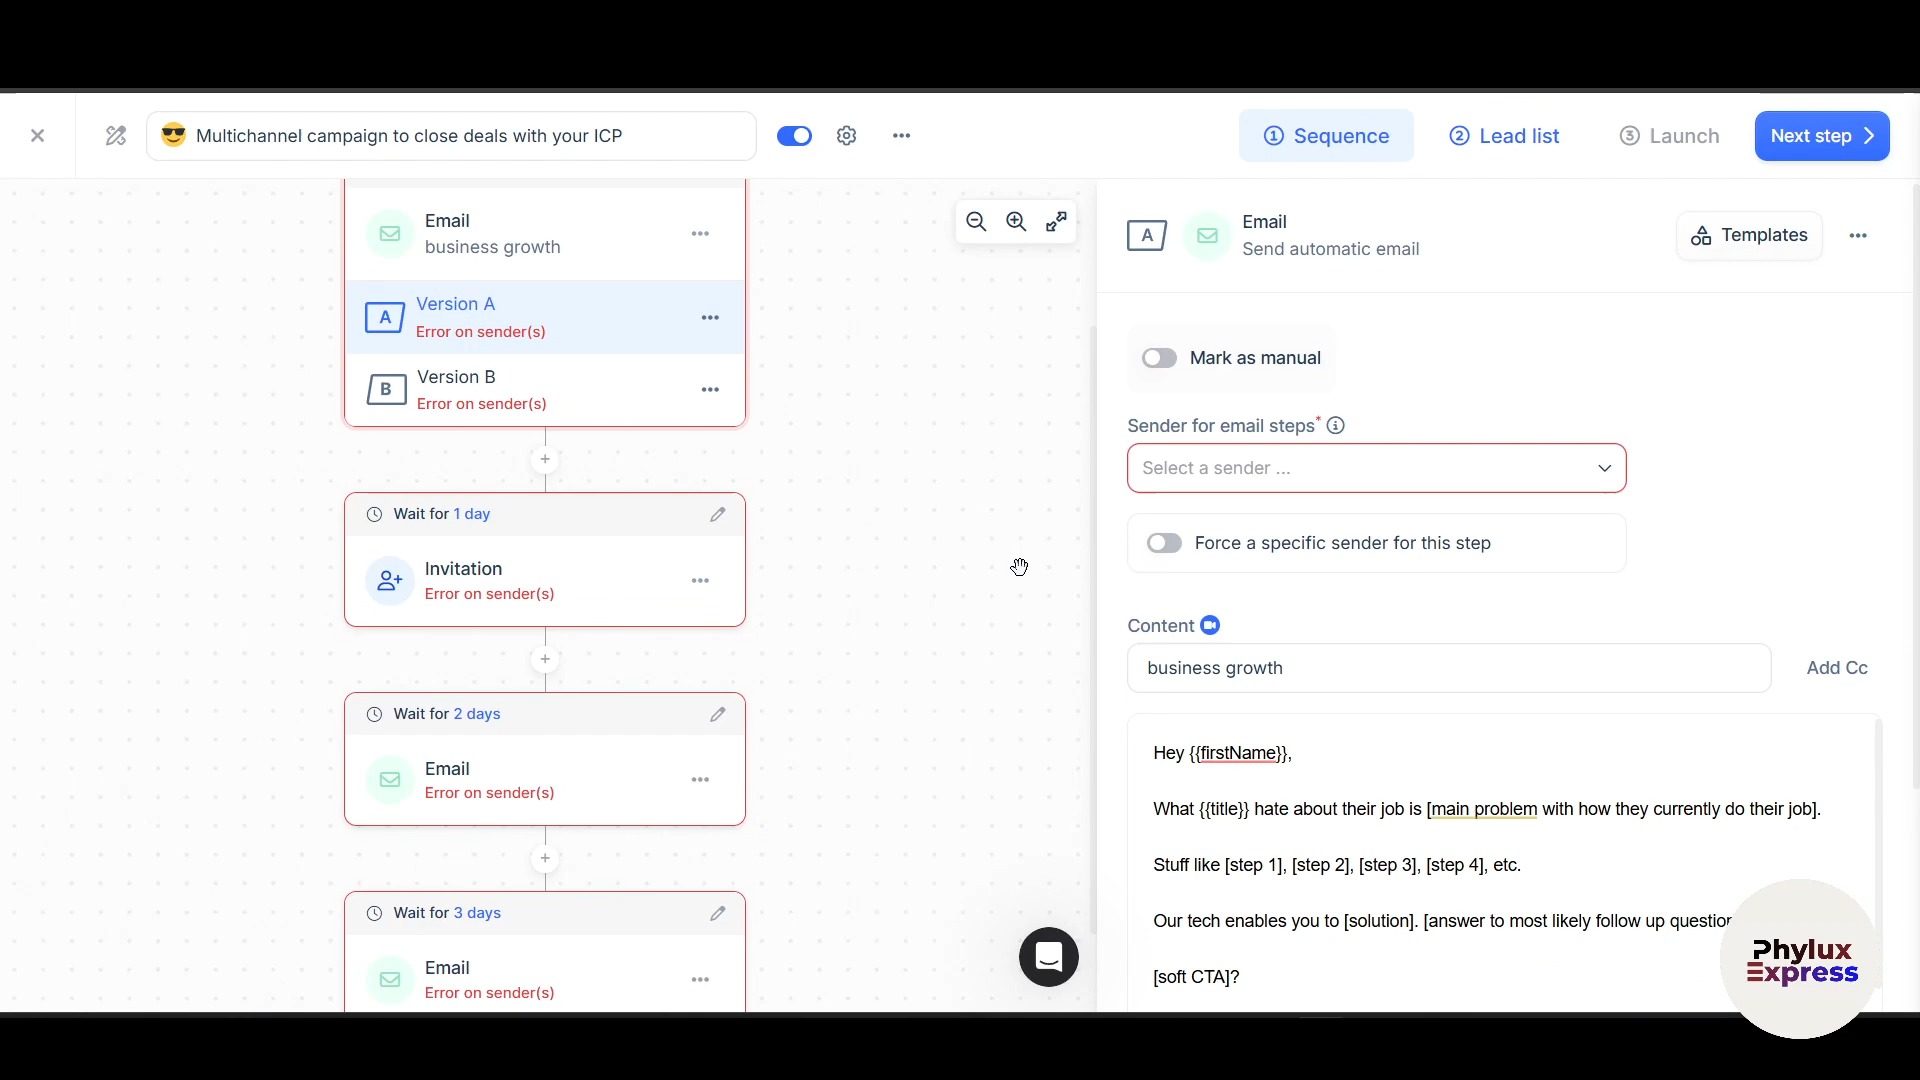 Multichannel campaign to close deals with your ICP
1 Sequence
2 Lead list
3 Launch
Next step
Email
business growth
A
Version A
Error on sender(s)
B
Version B
Error on sender(s)
Wait for 1 day
Invitation
Error on sender(s)
Wait for 2 days
Email
Error on sender(s)
Wait for 3 days
Email
Error on sender(s)
A
Email
Send automatic email
Templates
Mark as manual
Sender for email steps*
Select a sender ...
Force a specific sender for this step
Content
business growth
Add Cc
Hey {{firstName}},
What {{title}} hate about their job is [main problem with how they currently do their job].
Stuff like [step 1], [step 2], [step 3], [step 4], etc.
Our tech enables you to [solution]. [answer to most likely follow up question
[soft CTA]?
Phylux
Express